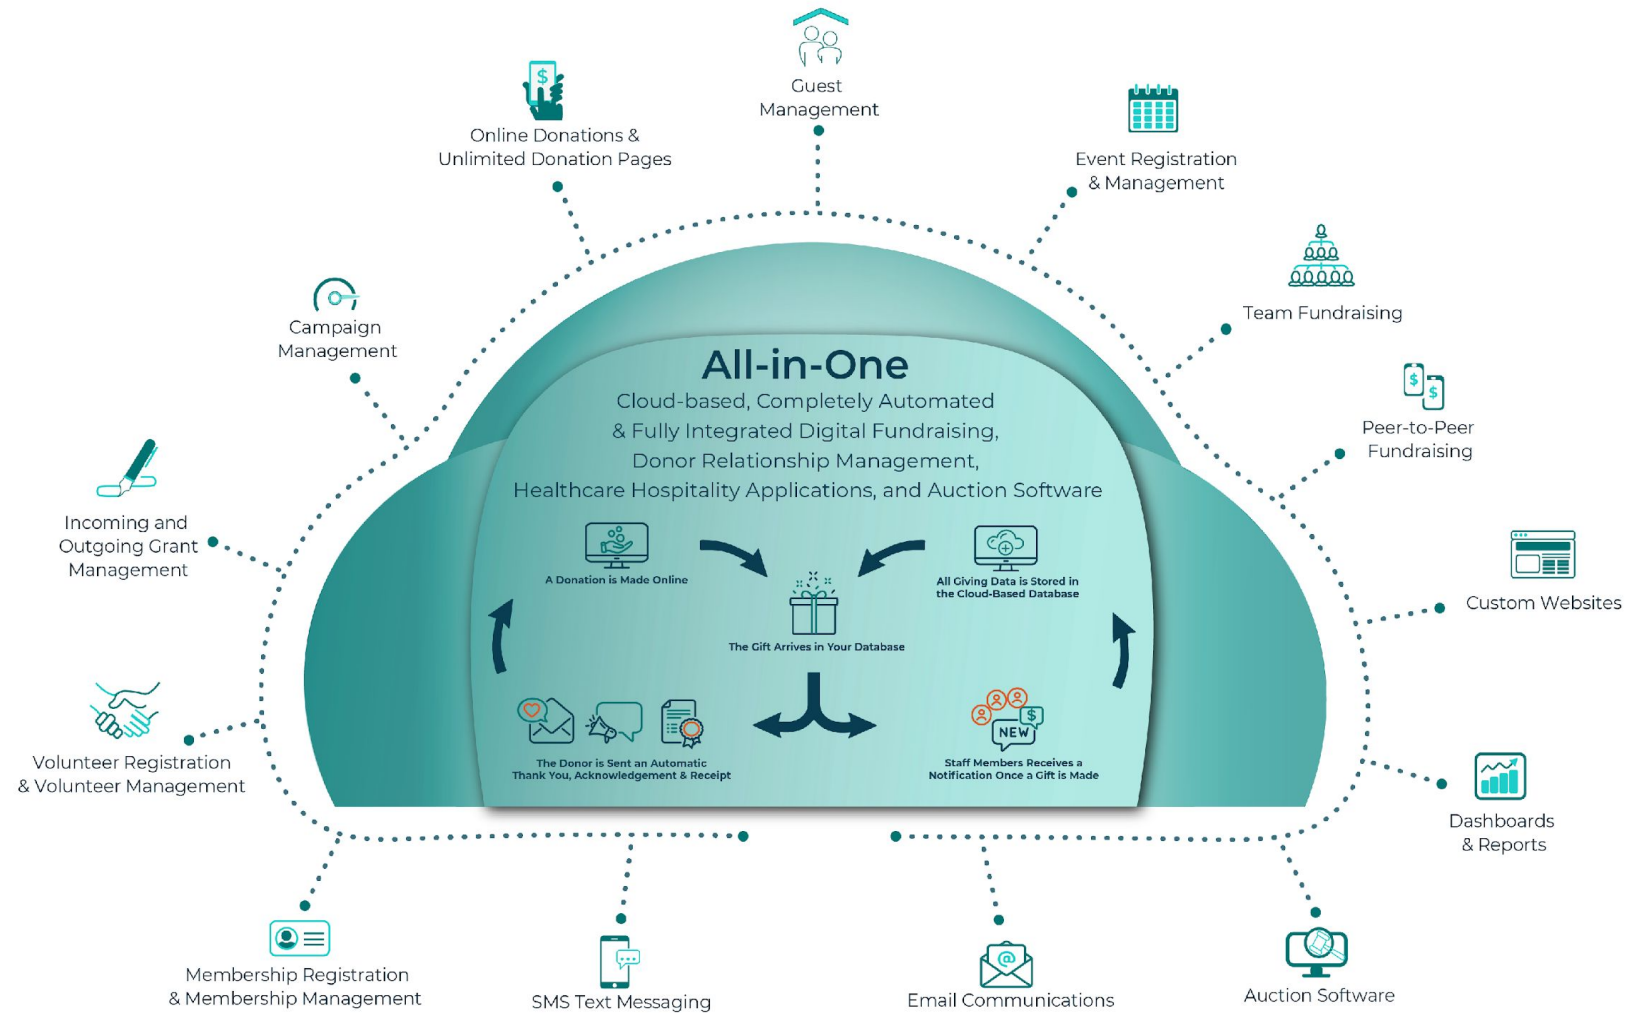 Guest
Management
Online Donations &
Unlimited Donation Pages
Event Registration
& Management
Team Fundraising
Campaign
Management
Peer-to-Peer
Fundraising
Incoming and
Outgoing Grant
Management
Custom Websites
Volunteer Registration
& Volunteer Management
Dashboards
& Reports
Membership Registration
& Membership Management
SMS Text Messaging
Email Communications
Auction Software
All-in-One
Cloud-based, Completely Automated
& Fully Integrated Digital Fundraising,
Donor Relationship Management,
Healthcare Hospitality Applications, and Auction Software
A Donation is Made Online
All Giving Data is Stored in
the Cloud-Based Database
The Gift Arrives in Your Database
NEW
The Donor is Sent an Automatic
Thank You, Acknowledgement & Receipt
Staff Members Receives a
Notification Once a Gift is Made